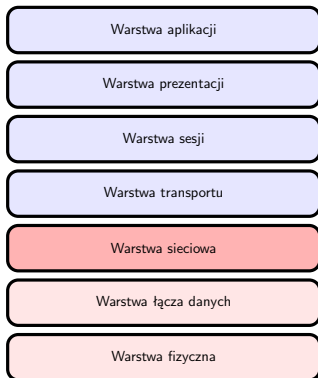 Warstwa aplikacji
Warstwa prezentacji
Warstwa sesji
Warstwa transportu
Warstwa sieciowa
Warstwa łącza danych
Warstwa fizyczna